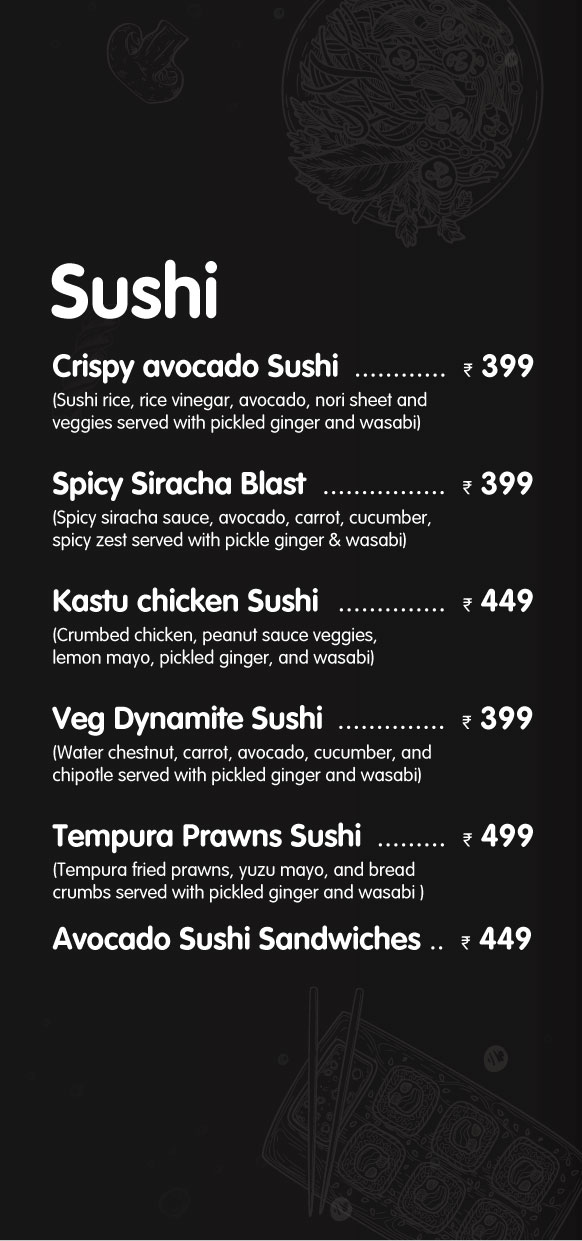 Sushi
Crispy avocado Sushi ............ ₹ 399
(Sushi rice, rice vinegar, avocado, nori sheet and
veggies served with pickled ginger and wasabi)
Spicy Siracha Blast ................ ₹ 399
(Spicy siracha sauce, avocado, carrot, cucumber,
spicy zest served with pickle ginger & wasabi)
Kastu chicken Sushi .............. ₹ 449
(Crumbed chicken, peanut sauce veggies,
lemon mayo, pickled ginger, and wasabi)
Veg Dynamite Sushi .............. ₹ 399
(Water chestnut, carrot, avocado, cucumber, and
chipotle served with pickled ginger and wasabi)
Tempura Prawns Sushi ......... ₹ 499
(Tempura fried prawns, yuzu mayo, and bread
crumbs served with pickled ginger and wasabi )
Avocado Sushi Sandwiches .. ₹ 449